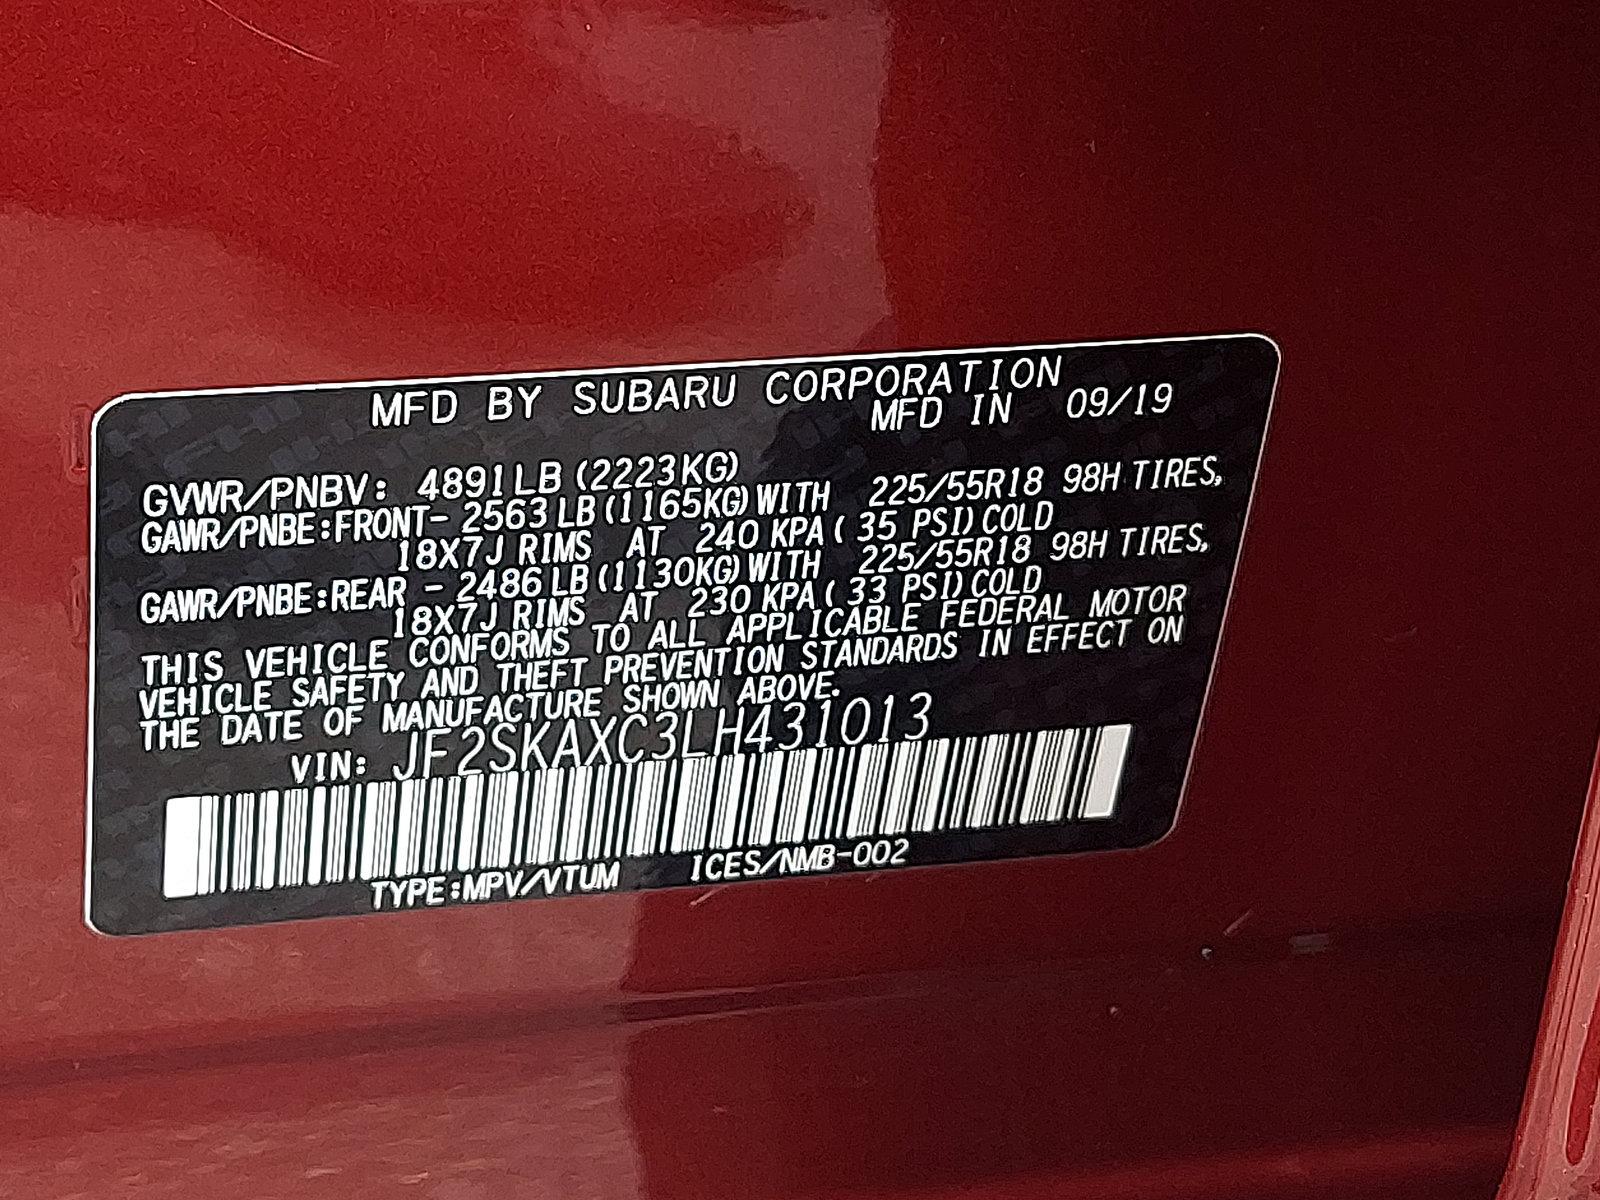 MFD BY SUBARU CORPORATION
MFD IN 09/19
GVWR/PNBV: 4891LB (2223KG)
GAWR/PNBE:FRONT- 2563 LB (1165KG) WITH 225/55R18 98H TIRES,
18X7J RIMS AT 240 KPA ( 35 PSI) COLD
GAWR/PNBE:REAR - 2486 LB (1130KG) WITH 225/55R18 98H TIRES,
18X7J RIMS AT 230 KPA ( 33 PSI) COLD
THIS VEHICLE CONFORMS TO ALL APPLICABLE FEDERAL MOTOR
VEHICLE SAFETY AND THEFT PREVENTION STANDARDS IN EFFECT ON
THE DATE OF MANUFACTURE SHOWN ABOVE.
VIN: JF2SKAXC3LH431013
TYPE:MPV/VTUM ICES/NMB-002